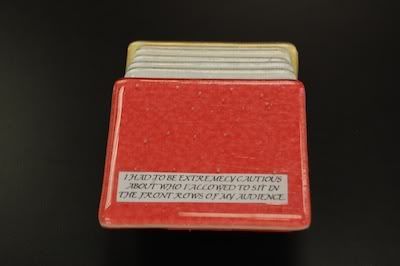 I HAD TO BE EXTREMELY CAUTIOUS
ABOUT WHO I ALLOWED TO SIT IN
THE FRONT ROWS OF MY AUDIENCE.